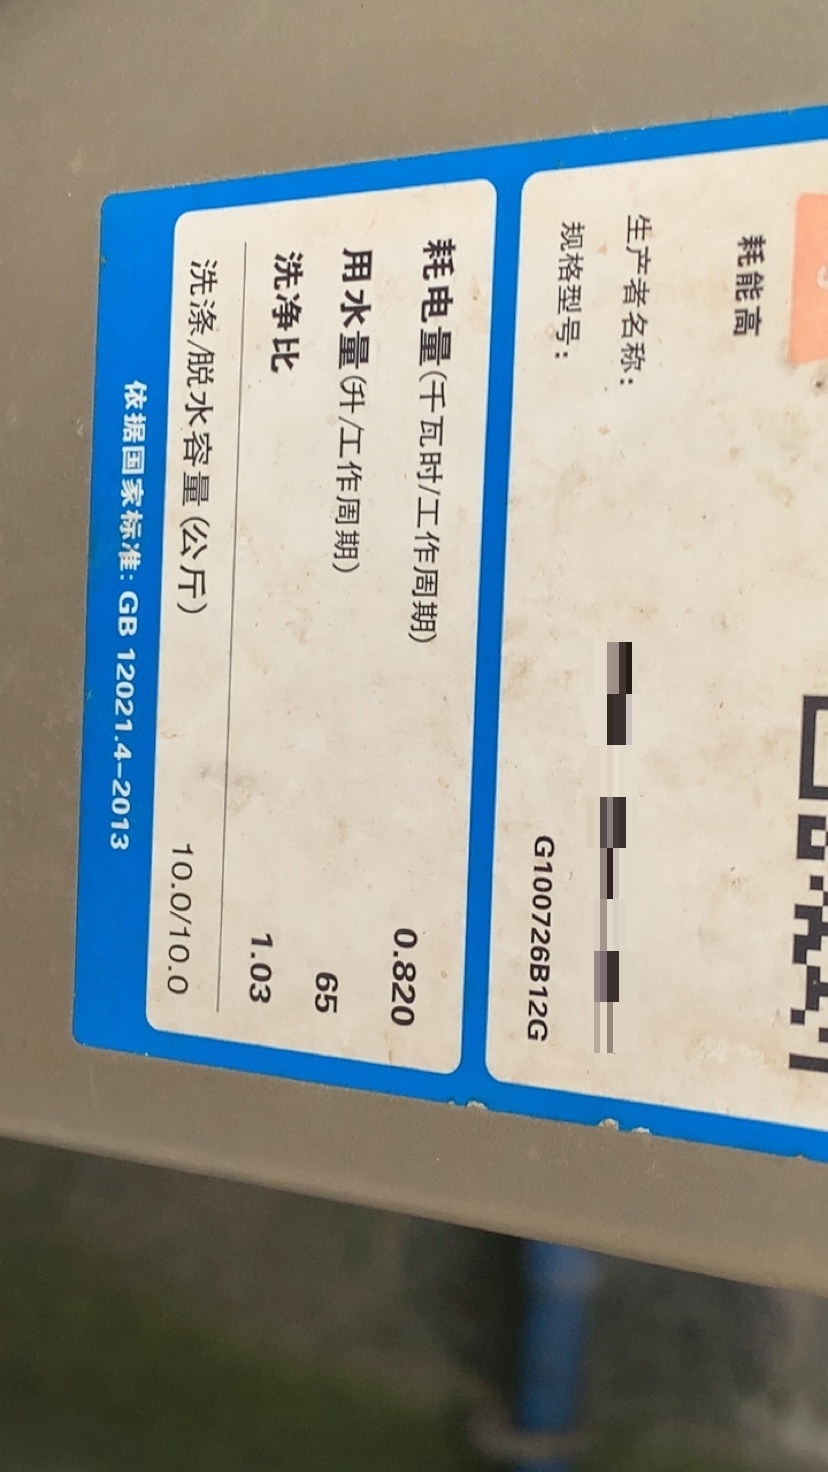 耗能高
生产者名称：
规格型号： G100726B12G
耗电量(千瓦时/工作周期) 0.820
用水量(升/工作周期) 65
洗净比 1.03
洗涤/脱水容量(公斤) 10.0/10.0
依据国家标准: GB 12021.4-2013